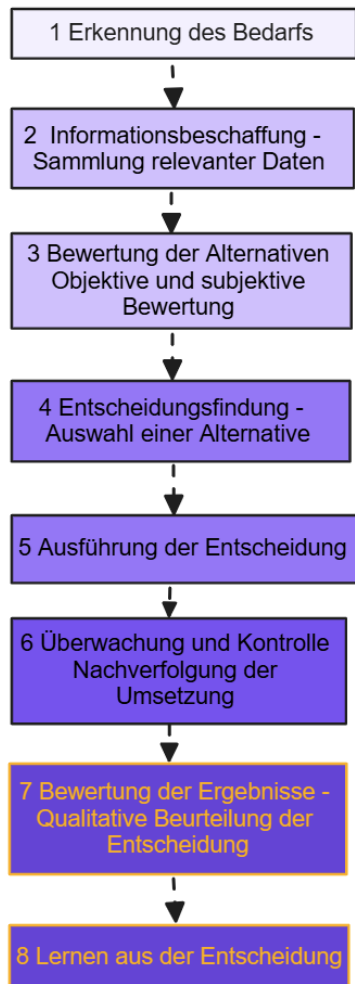 1 Erkennung des Bedarfs
2 Informationsbeschaffung -
Sammlung relevanter Daten
3 Bewertung der Alternativen
Objektive und subjektive
Bewertung
4 Entscheidungsfindung -
Auswahl einer Alternative
5 Ausführung der Entscheidung
6 Überwachung und Kontrolle
Nachverfolgung der
Umsetzung
7 Bewertung der Ergebnisse -
Qualitative Beurteilung der
Entscheidung
8 Lernen aus der Entscheidung